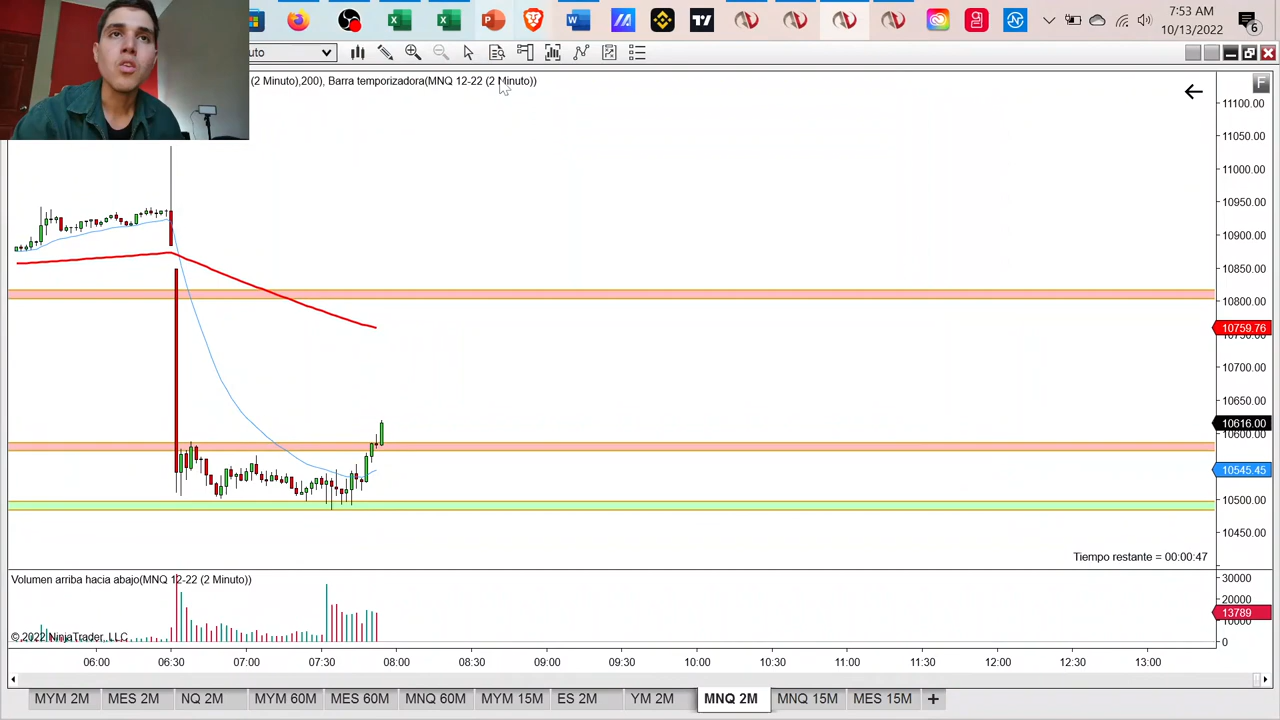 7:53 AM
10/13/2022
6
uto
(2 Minuto),200), Barra temporizadora(MNQ 12-22 (2 Minuto))
F
11100.00
11050.00
11000.00
10950.00
10900.00
10850.00
10800.00
10759.76
10700.00
10650.00
10616.00
10600.00
10545.45
10500.00
10450.00
Tiempo restante = 00:00:47
Volumen arriba hacia abajo(MNQ 12-22 (2 Minuto))
30000
20000
13789
10000
0
© 2022 NinjaTrader, LLC
06:00 06:30 07:00 07:30 08:00 08:30 09:00 09:30 10:00 10:30 11:00 11:30 12:00 12:30 13:00
MYM 2M MES 2M NQ 2M MYM 60M MES 60M MNQ 60M MYM 15M ES 2M YM 2M MNQ 2M MNQ 15M MES 15M